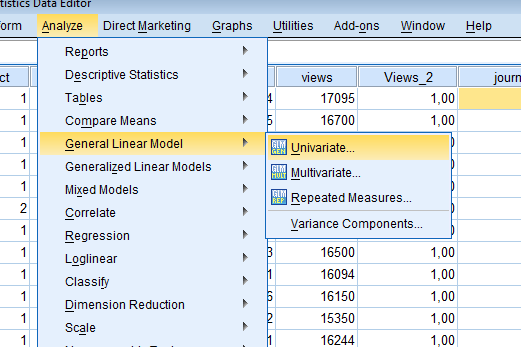 tistics Data Editor
form Analyze Direct Marketing Graphs Utilities Add-ons Window Help
Reports
ct Descriptive Statistics views Views_2 journ
1 Tables 4 17095 1,00
1 Compare Means 5 16700 1,00
1 General Linear Model Univariate...
1 Generalized Linear Models Multivariate...
1 Mixed Models Repeated Measures...
2 Correlate Variance Components...
1 Regression
1 Loglinear 3 16500 1,00
1 Classify 1 16094 1,00
1 Dimension Reduction 6 16150 1,00
1 Scale 2 15350 1,00
1 1 16244 1,00